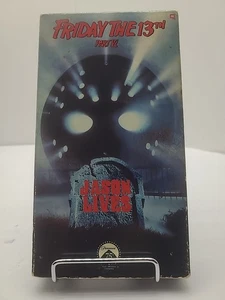 FRIDAY THE 13TH
PART VI
JASON
LIVES